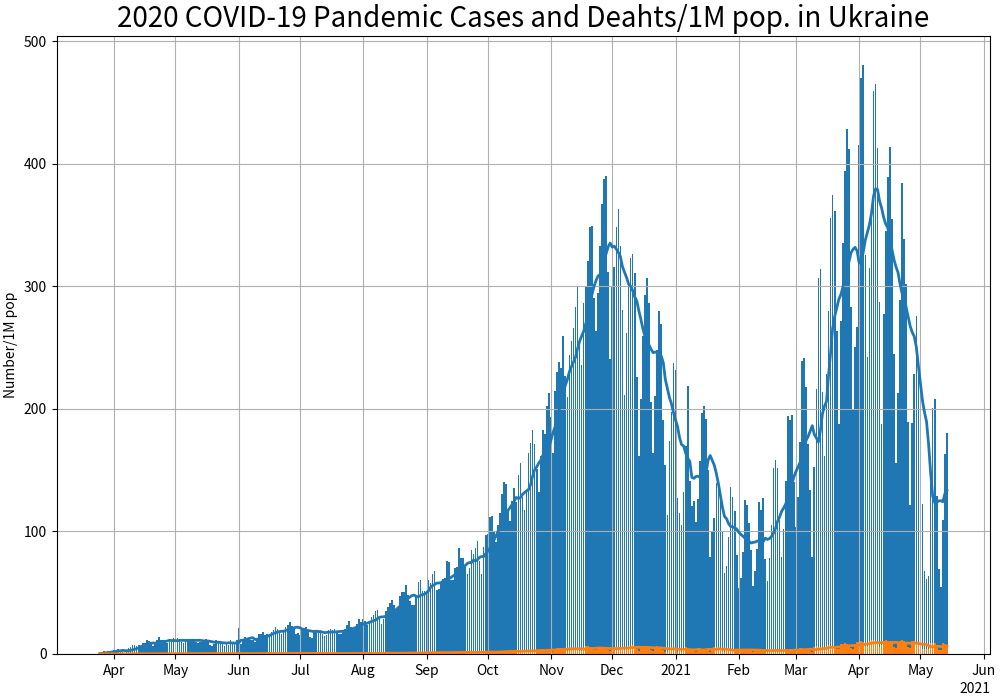 2020 COVID-19 Pandemic Cases and Deahts/1M pop. in Ukraine
Number/1M pop
500
400
300
200
100
0
Apr May Jun Jul Aug Sep Oct Nov Dec 2021 Feb Mar Apr May Jun
2021